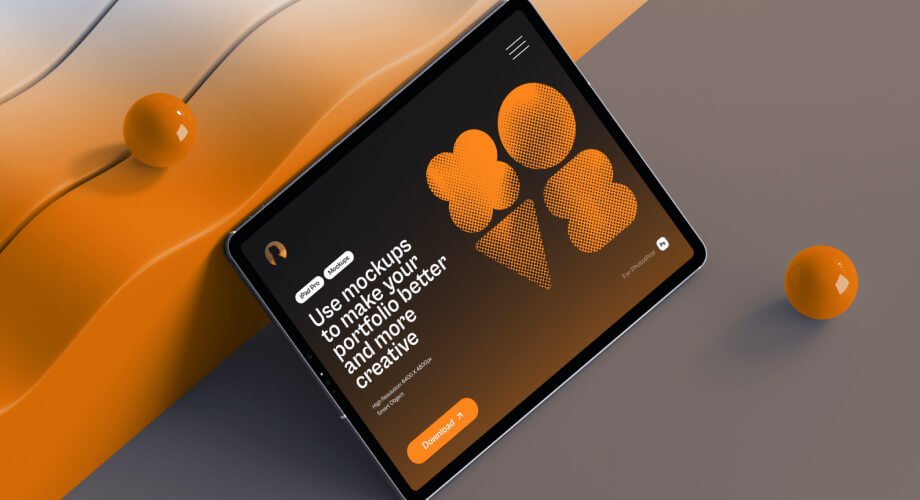 iPad Pro
Mockups
Use mockups
to make your
portfolio better
and more
creative
High Resolution 6400 X 4800px
Smart Object
Download
For Photoshop
Ps